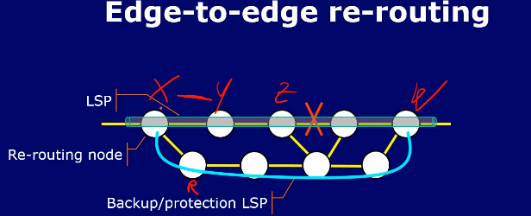 Edge-to-edge re-routing
X Y Z
LSP
Re-routing node
R
Backup/protection LSP